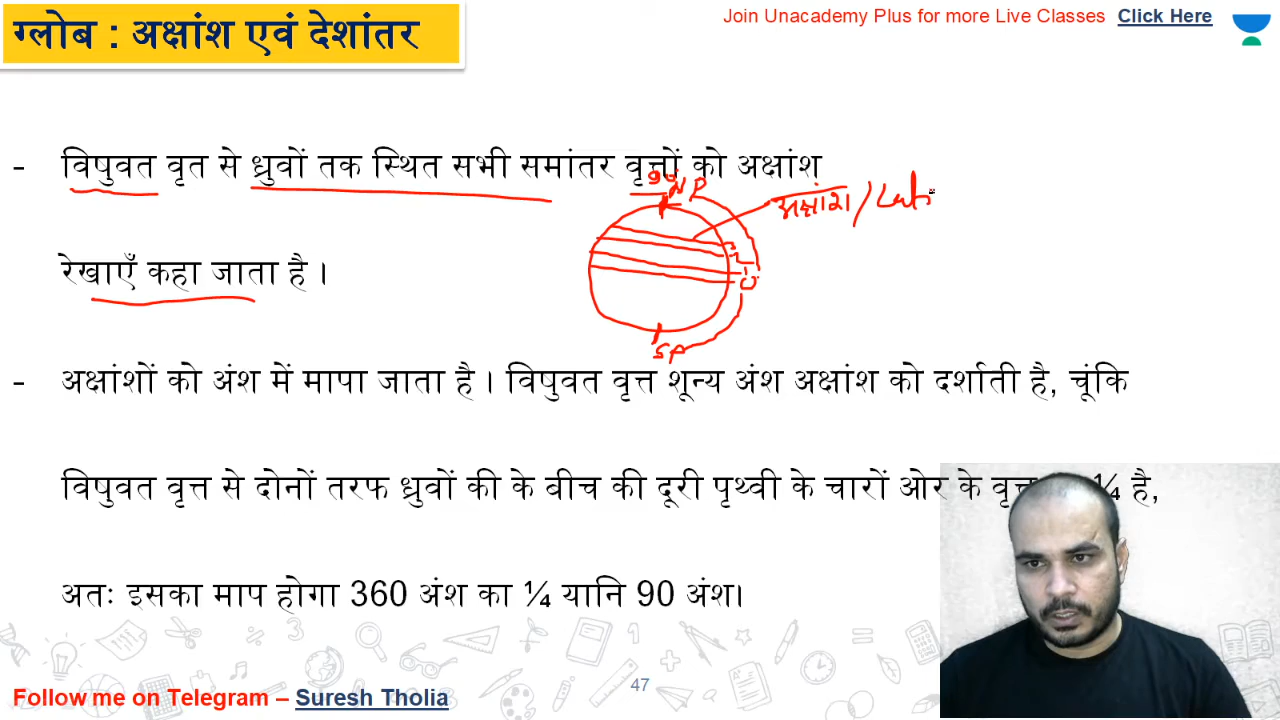 ग्लोब : अक्षांश एवं देशांतर
Join Unacademy Plus for more Live Classes Click Here
- विषुवत वृत से ध्रुवों तक स्थित सभी समांतर वृत्तों को अक्षांश
NP
अक्षांश/Lati
रेखाएँ कहा जाता है ।
0
SP
- अक्षांशों को अंश में मापा जाता है । विषुवत वृत्त शून्य अंश अक्षांश को दर्शाती है, चूंकि
विषुवत वृत्त से दोनों तरफ ध्रुवों की के बीच की दूरी पृथ्वी के चारों ओर के वृत्त ¼ है,
अतः इसका माप होगा 360 अंश का ¼ यानि 90 अंश।
47
Follow me on Telegram – Suresh Tholia